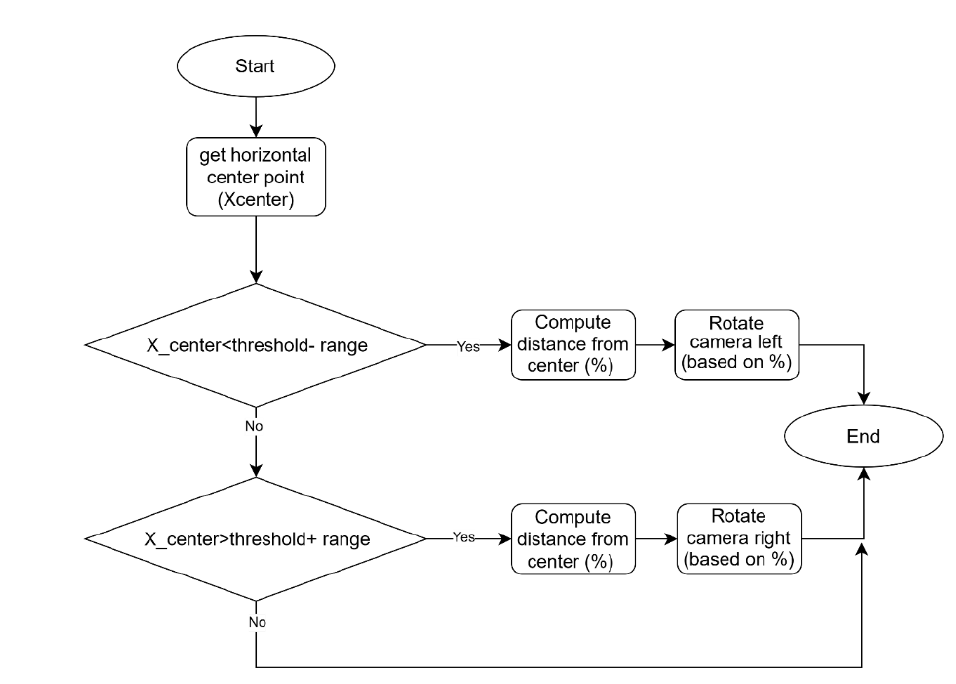 Start
get horizontal
center point
(Xcenter)
X_center<threshold- range
Yes
Compute
distance from
center (%)
Rotate
camera left
(based on %)
End
No
X_center>threshold+ range
Yes
Compute
distance from
center (%)
Rotate
camera right
(based on %)
No